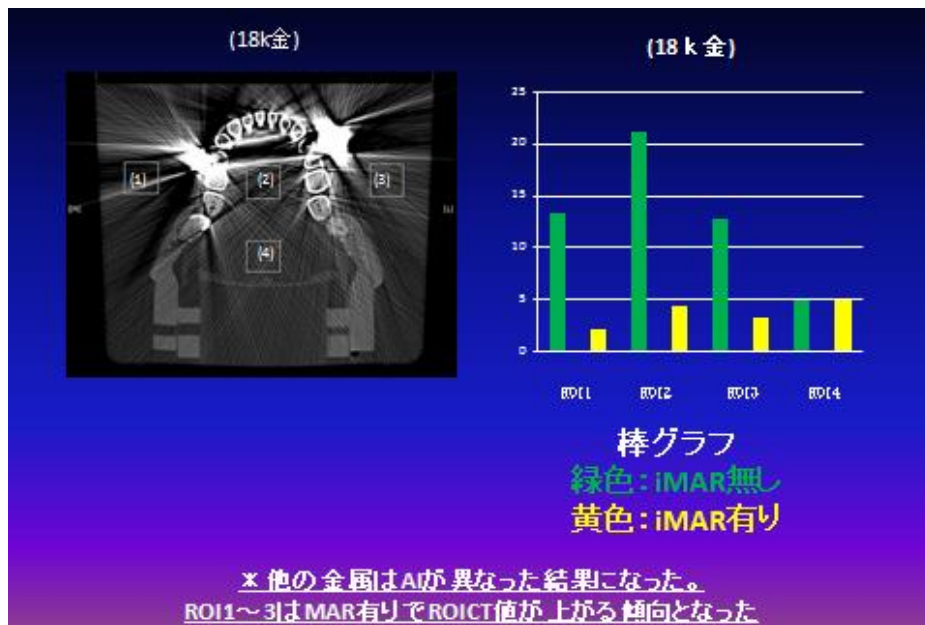 (18k金)
(1)
(2)
(3)
(4)
(18 k 金)
25
20
15
10
5
0
ROI1
ROI2
ROI3
ROI4
棒グラフ
緑色：iMAR無し
黄色：iMAR有り
※ 他の金属はAIが異なった結果になった。
ROI1～3はMAR有りでROICT値が上がる傾向となった